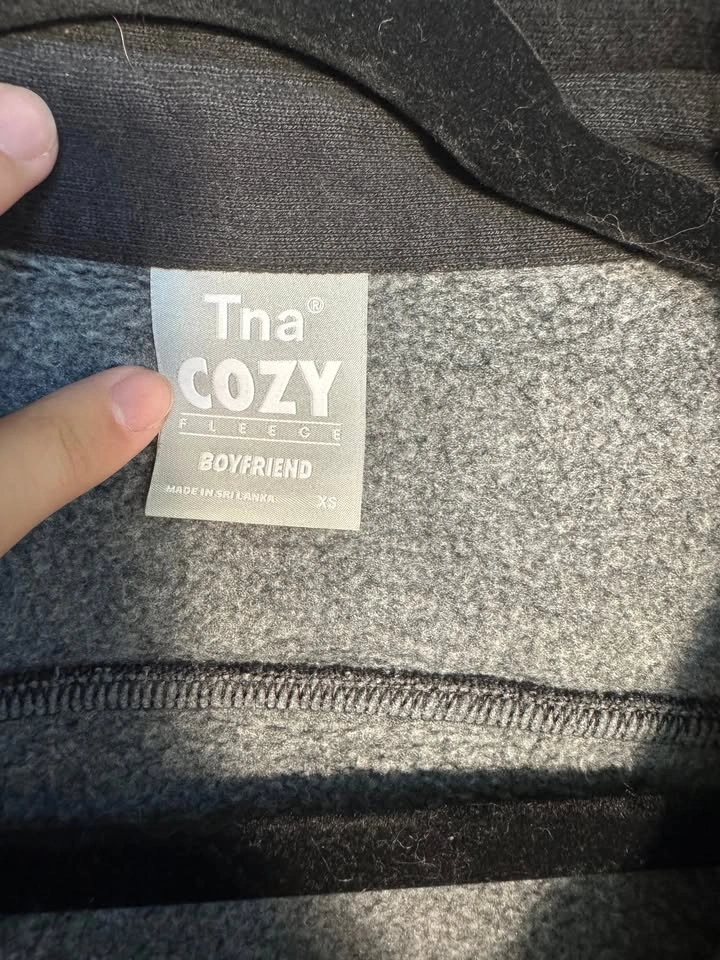 Tna®
COZY
FLEECE
BOYFRIEND
MADE IN SRI LANKA XS